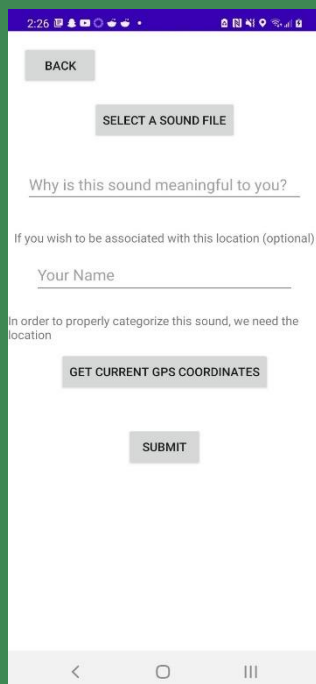 2:26
BACK
SELECT A SOUND FILE
Why is this sound meaningful to you?
If you wish to be associated with this location (optional)
Your Name
In order to properly categorize this sound, we need the
location
GET CURRENT GPS COORDINATES
SUBMIT